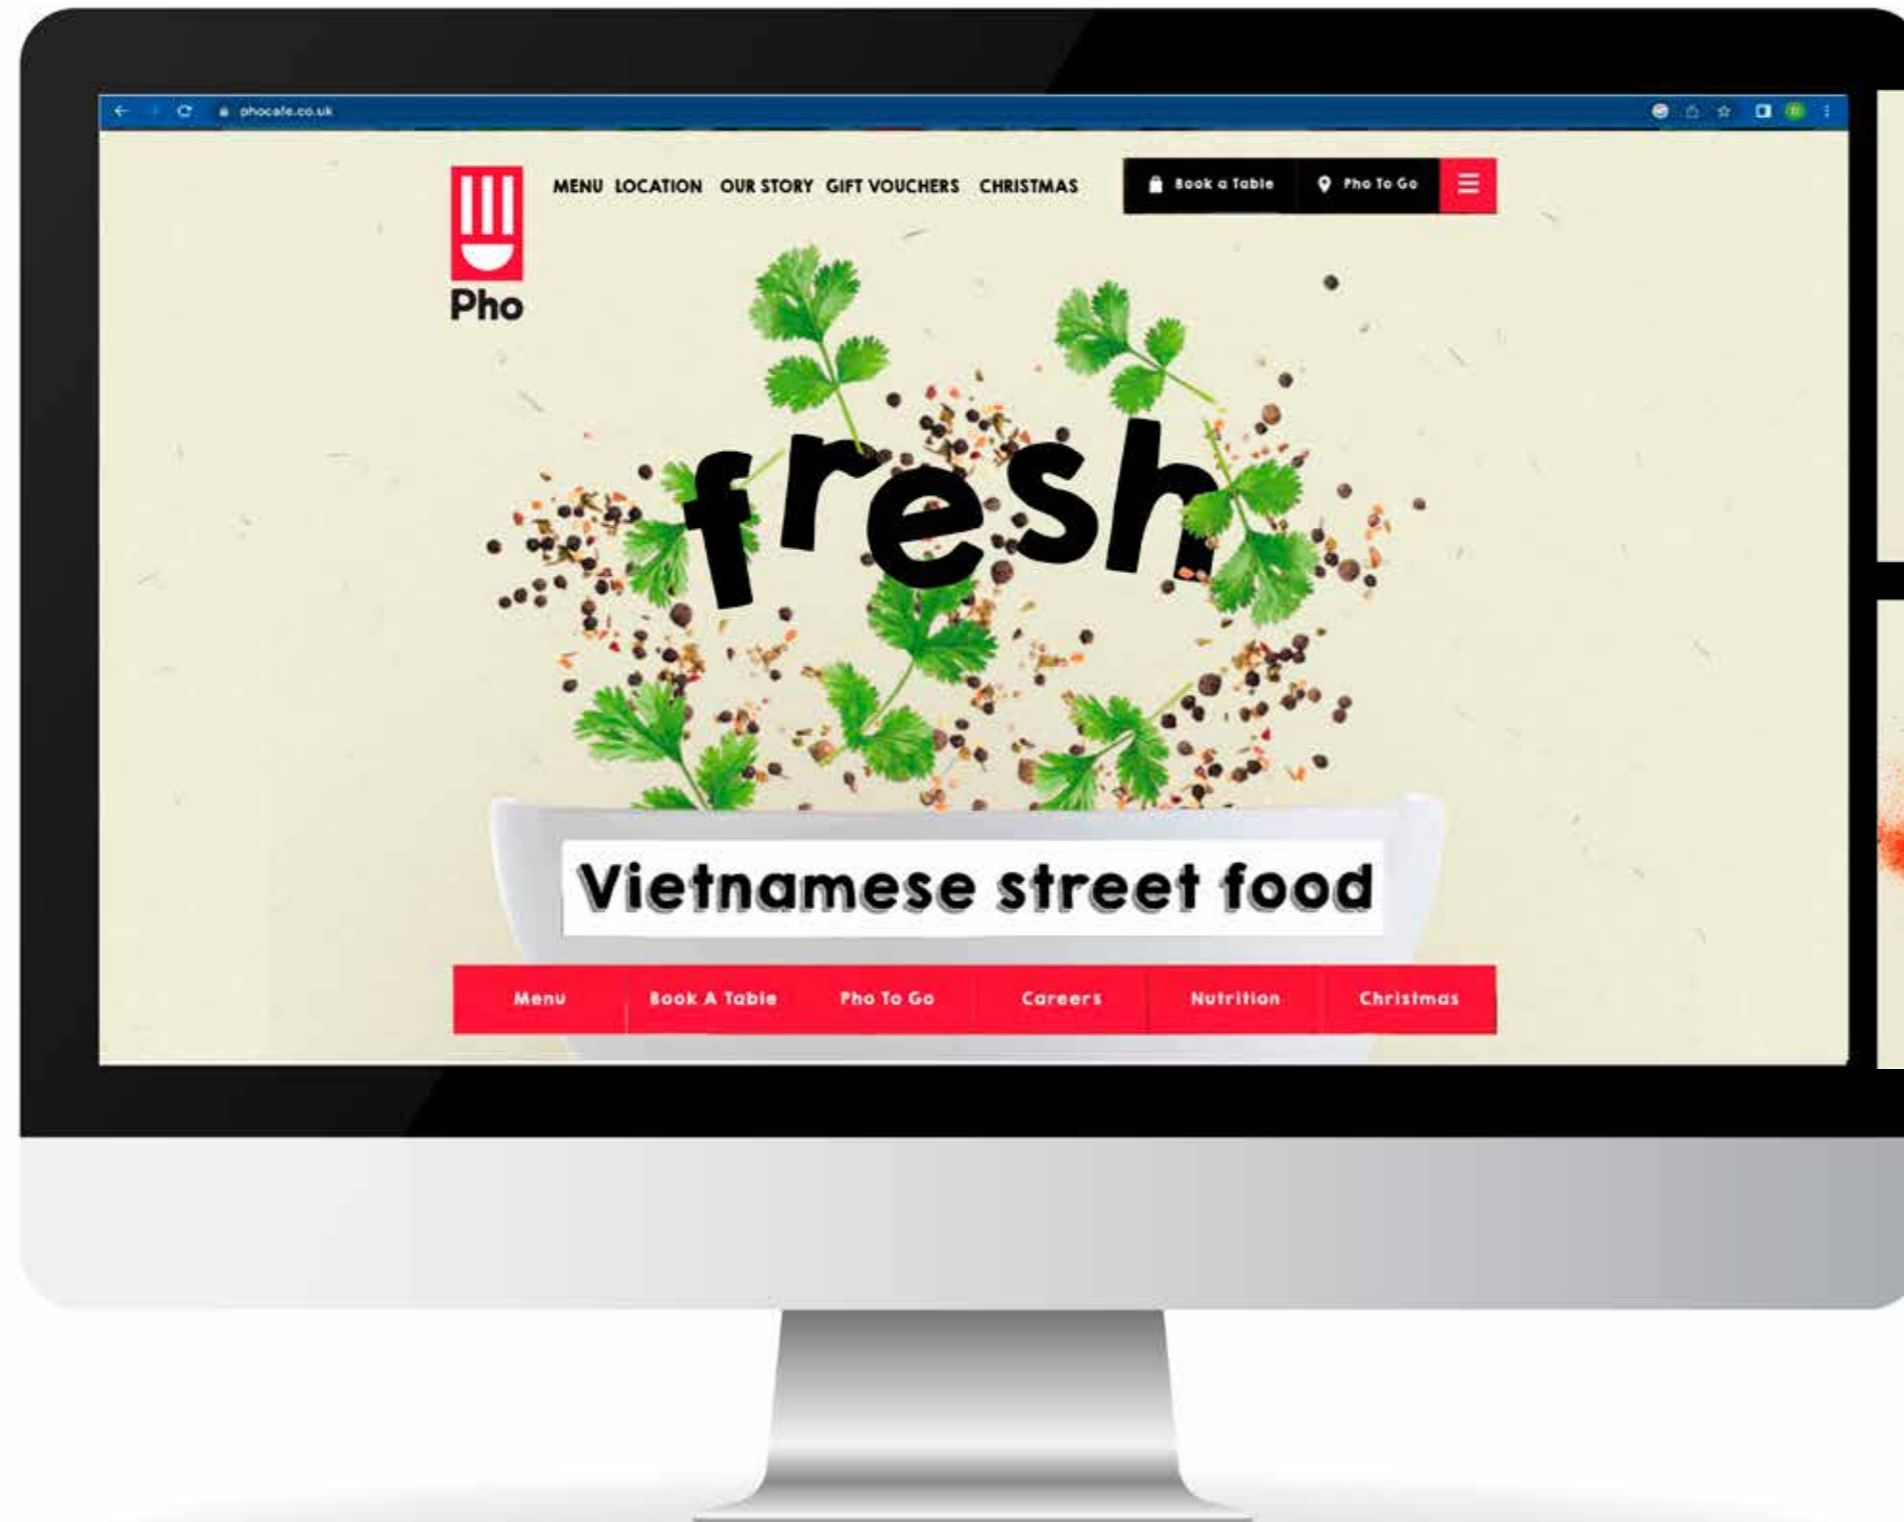 phocafe.co.uk
MENU LOCATION OUR STORY GIFT VOUCHERS CHRISTMAS
Book a Table Pho To Go
Pho
fresh
Vietnamese street food
Menu Book A Table Pho To Go Careers Nutrition Christmas